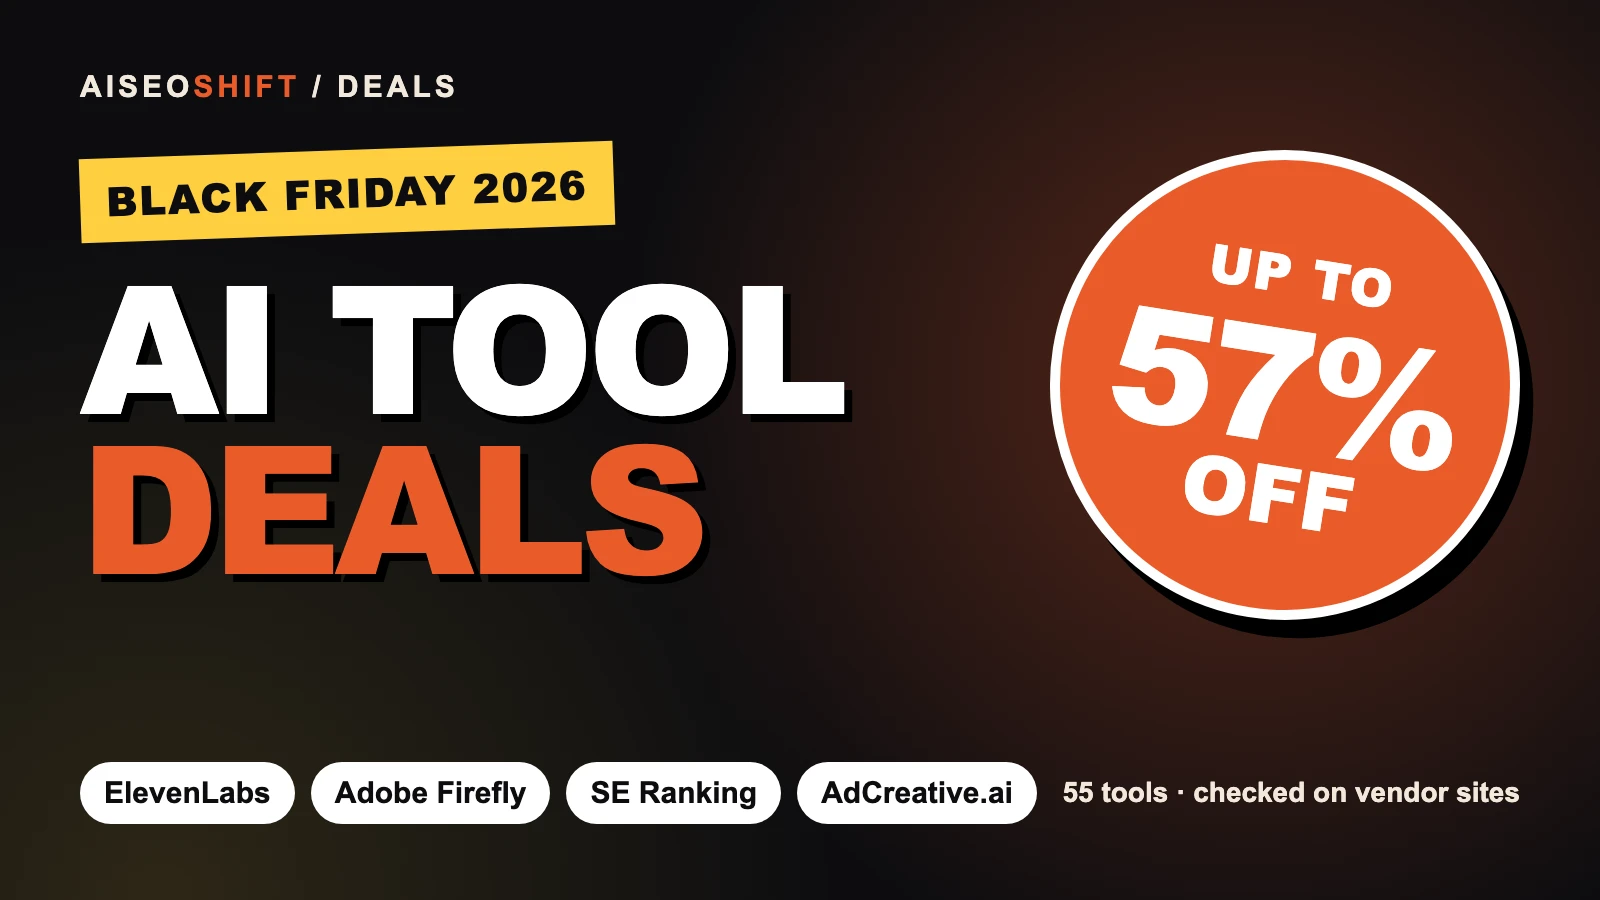 AISEOSHIFT / DEALS
BLACK FRIDAY 2026
AI TOOL
DEALS
UP TO
57%
OFF
ElevenLabs
Adobe Firefly
SE Ranking
AdCreative.ai
55 tools · checked on vendor sites